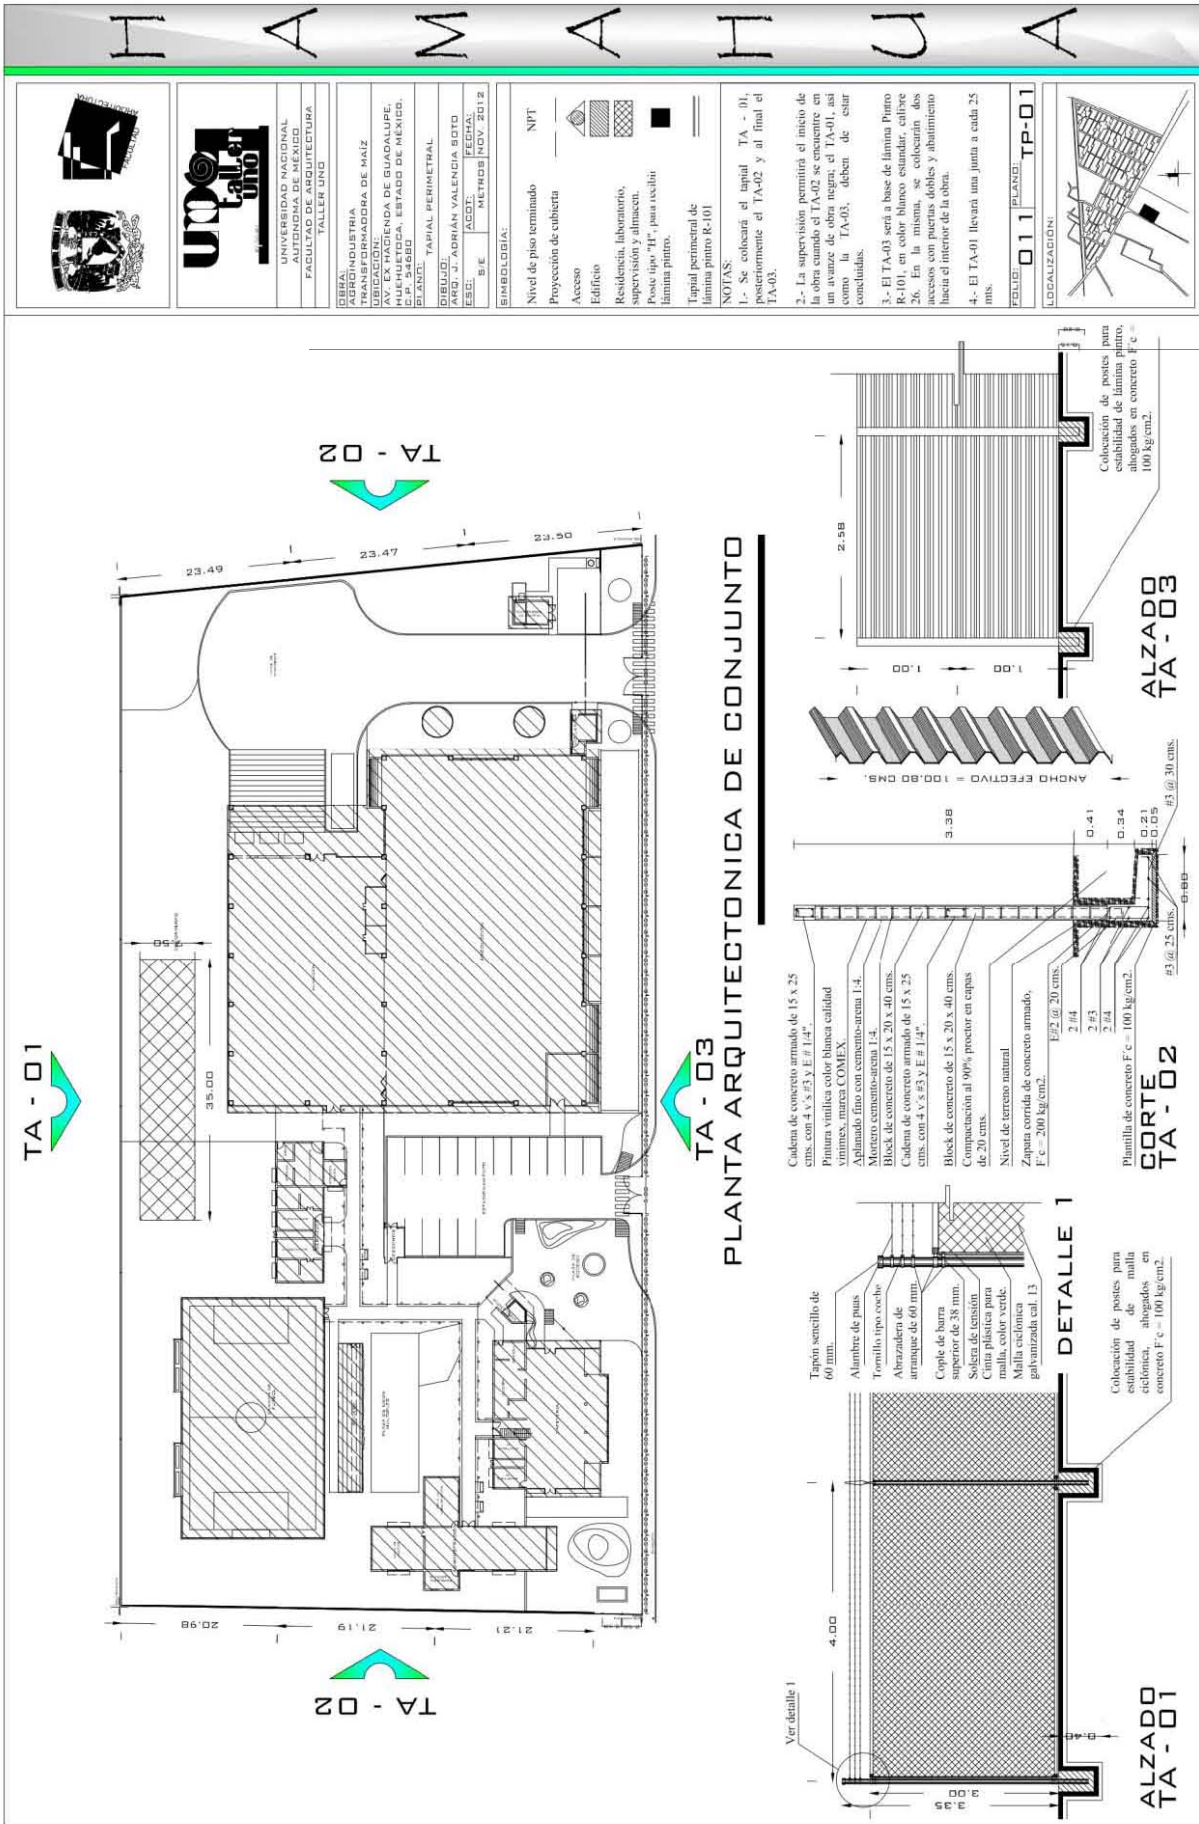 HAMAHUA
FACULTAD
ARQUITECTURA
UNO
taller
uno
UNIVERSIDAD NACIONAL
AUTONOMA DE MÉXICO
FACULTAD DE ARQUITECTURA
TALLER UNO
OBRA:
AGROINDUSTRIA
TRANSFORMADORA DE MAÍZ
UBICACIÓN:
AV. EX HACIENDA DE GUADALUPE,
HUEHUETOCA, ESTADO DE MÉXICO.
C.P. 54680
PLANO:
TAPIAL PERIMETRAL
DIBUJO:
ARQ. J. ADRIÁN VALENCIA SOTO
ESC: S/E
ACOT: METROS
FECHA: NOV. 2012
SIMBOLOGÍA:
Nivel de piso terminado NPT
Proyección de cubierta
Acceso
Edificio
Residencia, laboratorio,
supervisión y almacen.
Poste tipo "H", para recibir
lámina pintro.
Tapial perimetral de
lámina pintro R-101
NOTAS:
1.- Se colocará el tapial TA - 01,
posteriormente el TA-02 y al final el
TA-03.
2.- La supervisión permitirá el inicio de
la obra cuando el TA-02 se encuentre en
un avanze de obra negra; el TA-01, asi
como la TA-03, deben de estar
concluidas.
3.- El TA-03 será a base de lámina Pintro
R-101, en color blanco estandar, calibre
26. En la misma, se colocarán dos
accesos con puertas dobles y abatimiento
hacia el interior de la obra.
4.- El TA-01 llevará una junta a cada 25
mts.
FOLIO: 011
PLANO: TP-01
LOCALIZACIÓN:
TA - 01
TA - 02
TA - 02
TA - 03
35.00
7.50
23.49
23.47
23.50
20.98
21.19
21.21
PLANTA ARQUITECTONICA DE CONJUNTO
Ver detalle 1
4.00
3.00
3.35
0.40
Colocación de postes para
estabilidad de malla
ciclónica, ahogados en
concreto F´c = 100 kg/cm2.
ALZADO
TA - 01
Tapón sencillo de
60 mm.
Alambre de puas
Tornillo tipo coche
Abrazadera de
arranque de 60 mm.
Cople de barra
superior de 38 mm.
Solera de tensión
Cinta plástica para
malla, color verde.
Malla ciclónica
galvanizada cal. 13
DETALLE 1
Cadena de concreto armado de 15 x 25
cms. con 4 v´s #3 y E # 1/4".
Pintura vinílica color blanca calidad
vinimex, marca COMEX.
Aplanado fino con cemento-arena 1:4.
Mortero cemento-arena 1:4.
Block de concreto de 15 x 20 x 40 cms.
Cadena de concreto armado de 15 x 25
cms. con 4 v´s #3 y E # 1/4".
Block de concreto de 15 x 20 x 40 cms.
Compactación al 90% proctor en capas
de 20 cms.
Nivel de terreno natural
Zapata corrida de concreto armado,
F´c = 200 kg/cm2.
E#2 @ 20 cms.
2 #4
2 #3
2 #4
Plantilla de concreto F´c = 100 kg/cm2.
#3 @ 25 cms.
#3 @ 30 cms.
3.38
0.41
0.34
0.21
0.05
0.80
CORTE
TA - 02
ANCHO EFECTIVO = 100.80 CMS.
2.58
1.00
1.00
Colocación de postes para
estabilidad de lámina pintro,
ahogados en concreto F´c =
100 kg/cm2.
ALZADO
TA - 03